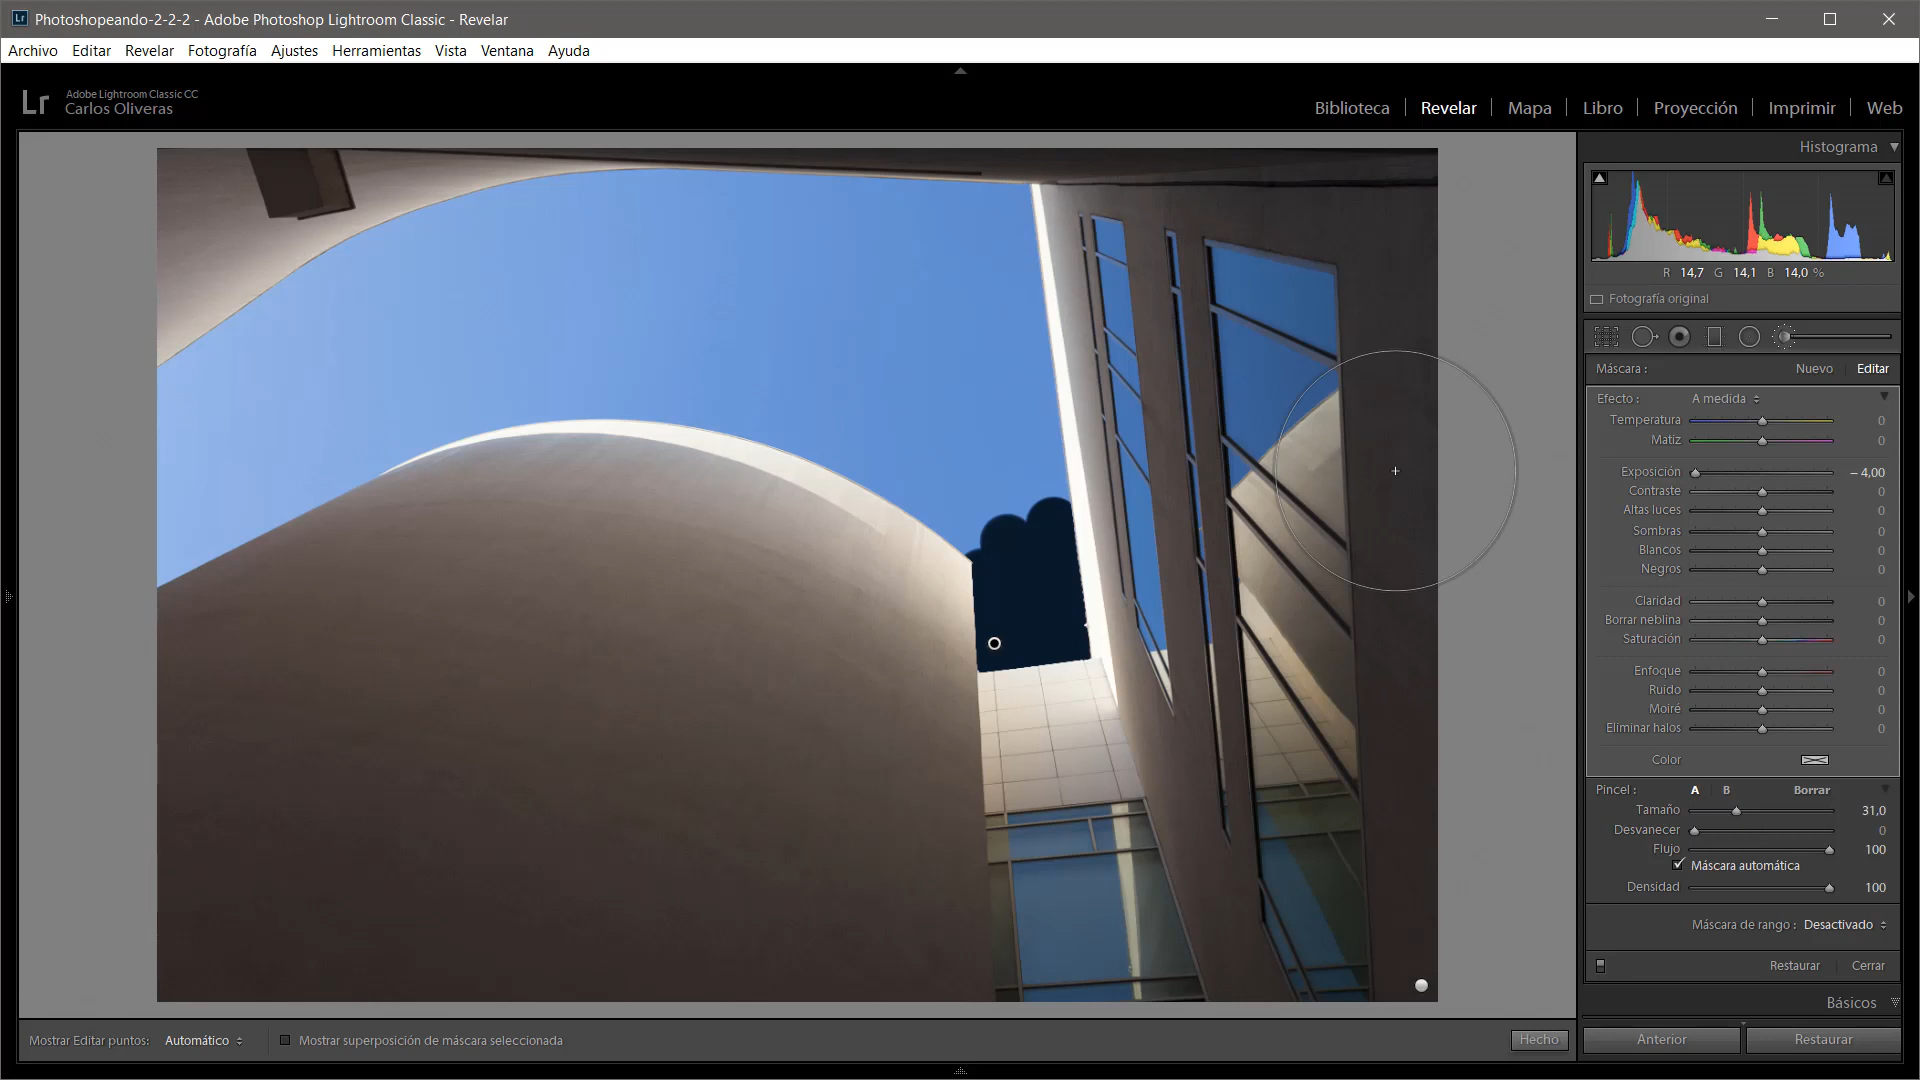 Lr Photoshopeando-2-2-2 - Adobe Photoshop Lightroom Classic - Revelar
Archivo Editar Revelar Fotografía Ajustes Herramientas Vista Ventana Ayuda
Lr Adobe Lightroom Classic CC
Carlos Oliveras
Biblioteca | Revelar | Mapa | Libro | Proyección | Imprimir | Web
Histograma
R 14,7 G 14,1 B 14,0 %
Fotografía original
Máscara : Nuevo Editar
Efecto : A medida
Temperatura 0
Matiz 0
Exposición – 4,00
Contraste 0
Altas luces 0
Sombras 0
Blancos 0
Negros 0
Claridad 0
Borrar neblina 0
Saturación 0
Enfoque 0
Ruido 0
Moiré 0
Eliminar halos 0
Color
Pincel : A B Borrar
Tamaño 31,0
Desvanecer 0
Flujo 100
Máscara automática
Densidad 100
Máscara de rango : Desactivado
Restaurar Cerrar
Básicos
Mostrar Editar puntos: Automático Mostrar superposición de máscara seleccionada Hecho
Anterior Restaurar